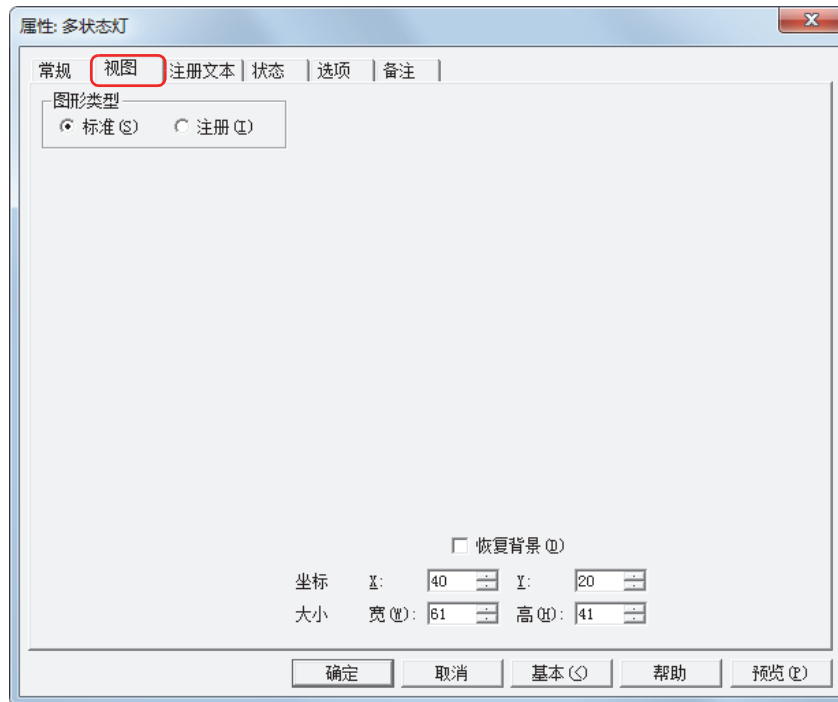 属性: 多状态灯
常规 视图 注册文本 状态 选项 备注
图形类型
标准(S) 注册(I)
恢复背景(D)
坐标 X: 40 Y: 20
大小 宽(W): 61 高(H): 41
确定 取消 基本(<) 帮助 预览(P)